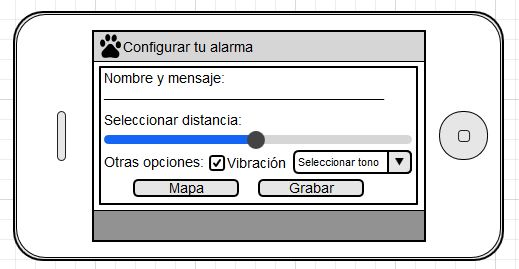 Configurar tu alarma
Nombre y mensaje:
Seleccionar distancia:
Otras opciones: Vibración Seleccionar tono
Mapa Grabar